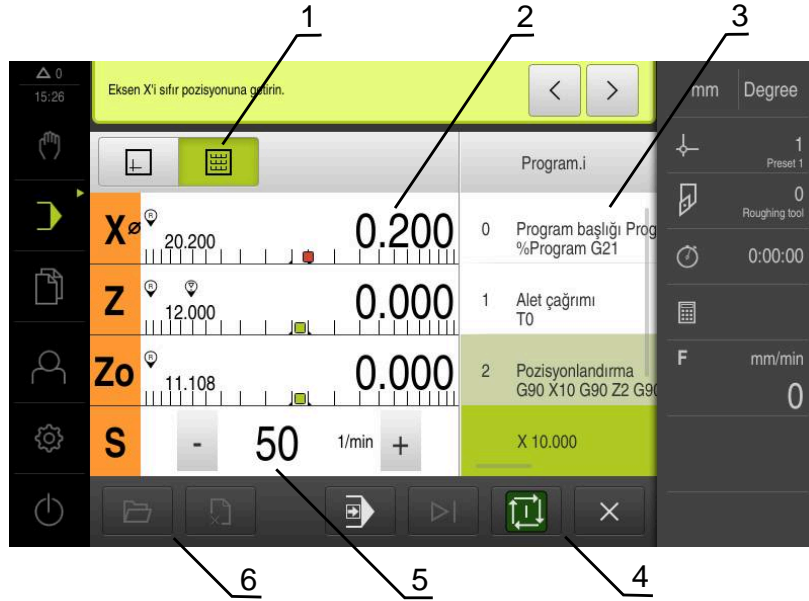 1
2
3
0
15:26
Eksen X'i sıfır pozisyonuna getirin.
mm
Degree
Program.i
1
Preset 1
0
Roughing tool
0:00:00
X⌀
R
20.200
0.200
0
Program başlığı Prog
%Program G21
Z
R
12.000
0.000
1
Alet çağrımı
T0
Zo
R
11.108
0.000
2
Pozisyonlandırma
G90 X10 G90 Z2 G90
F
mm/min
0
S
-
50
1/min
+
X 10.000
6
5
4